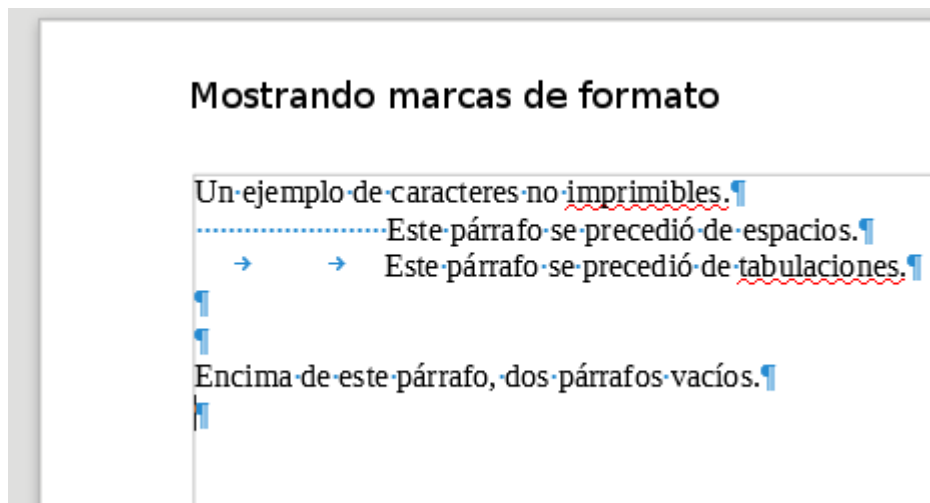 Mostrando marcas de formato
Un·ejemplo·de·caracteres·no·imprimibles.¶
······················Este·párrafo·se·precedió·de·espacios.¶
→ → Este·párrafo·se·precedió·de·tabulaciones.¶
¶
¶
Encima·de·este·párrafo,·dos·párrafos·vacíos.¶
¶